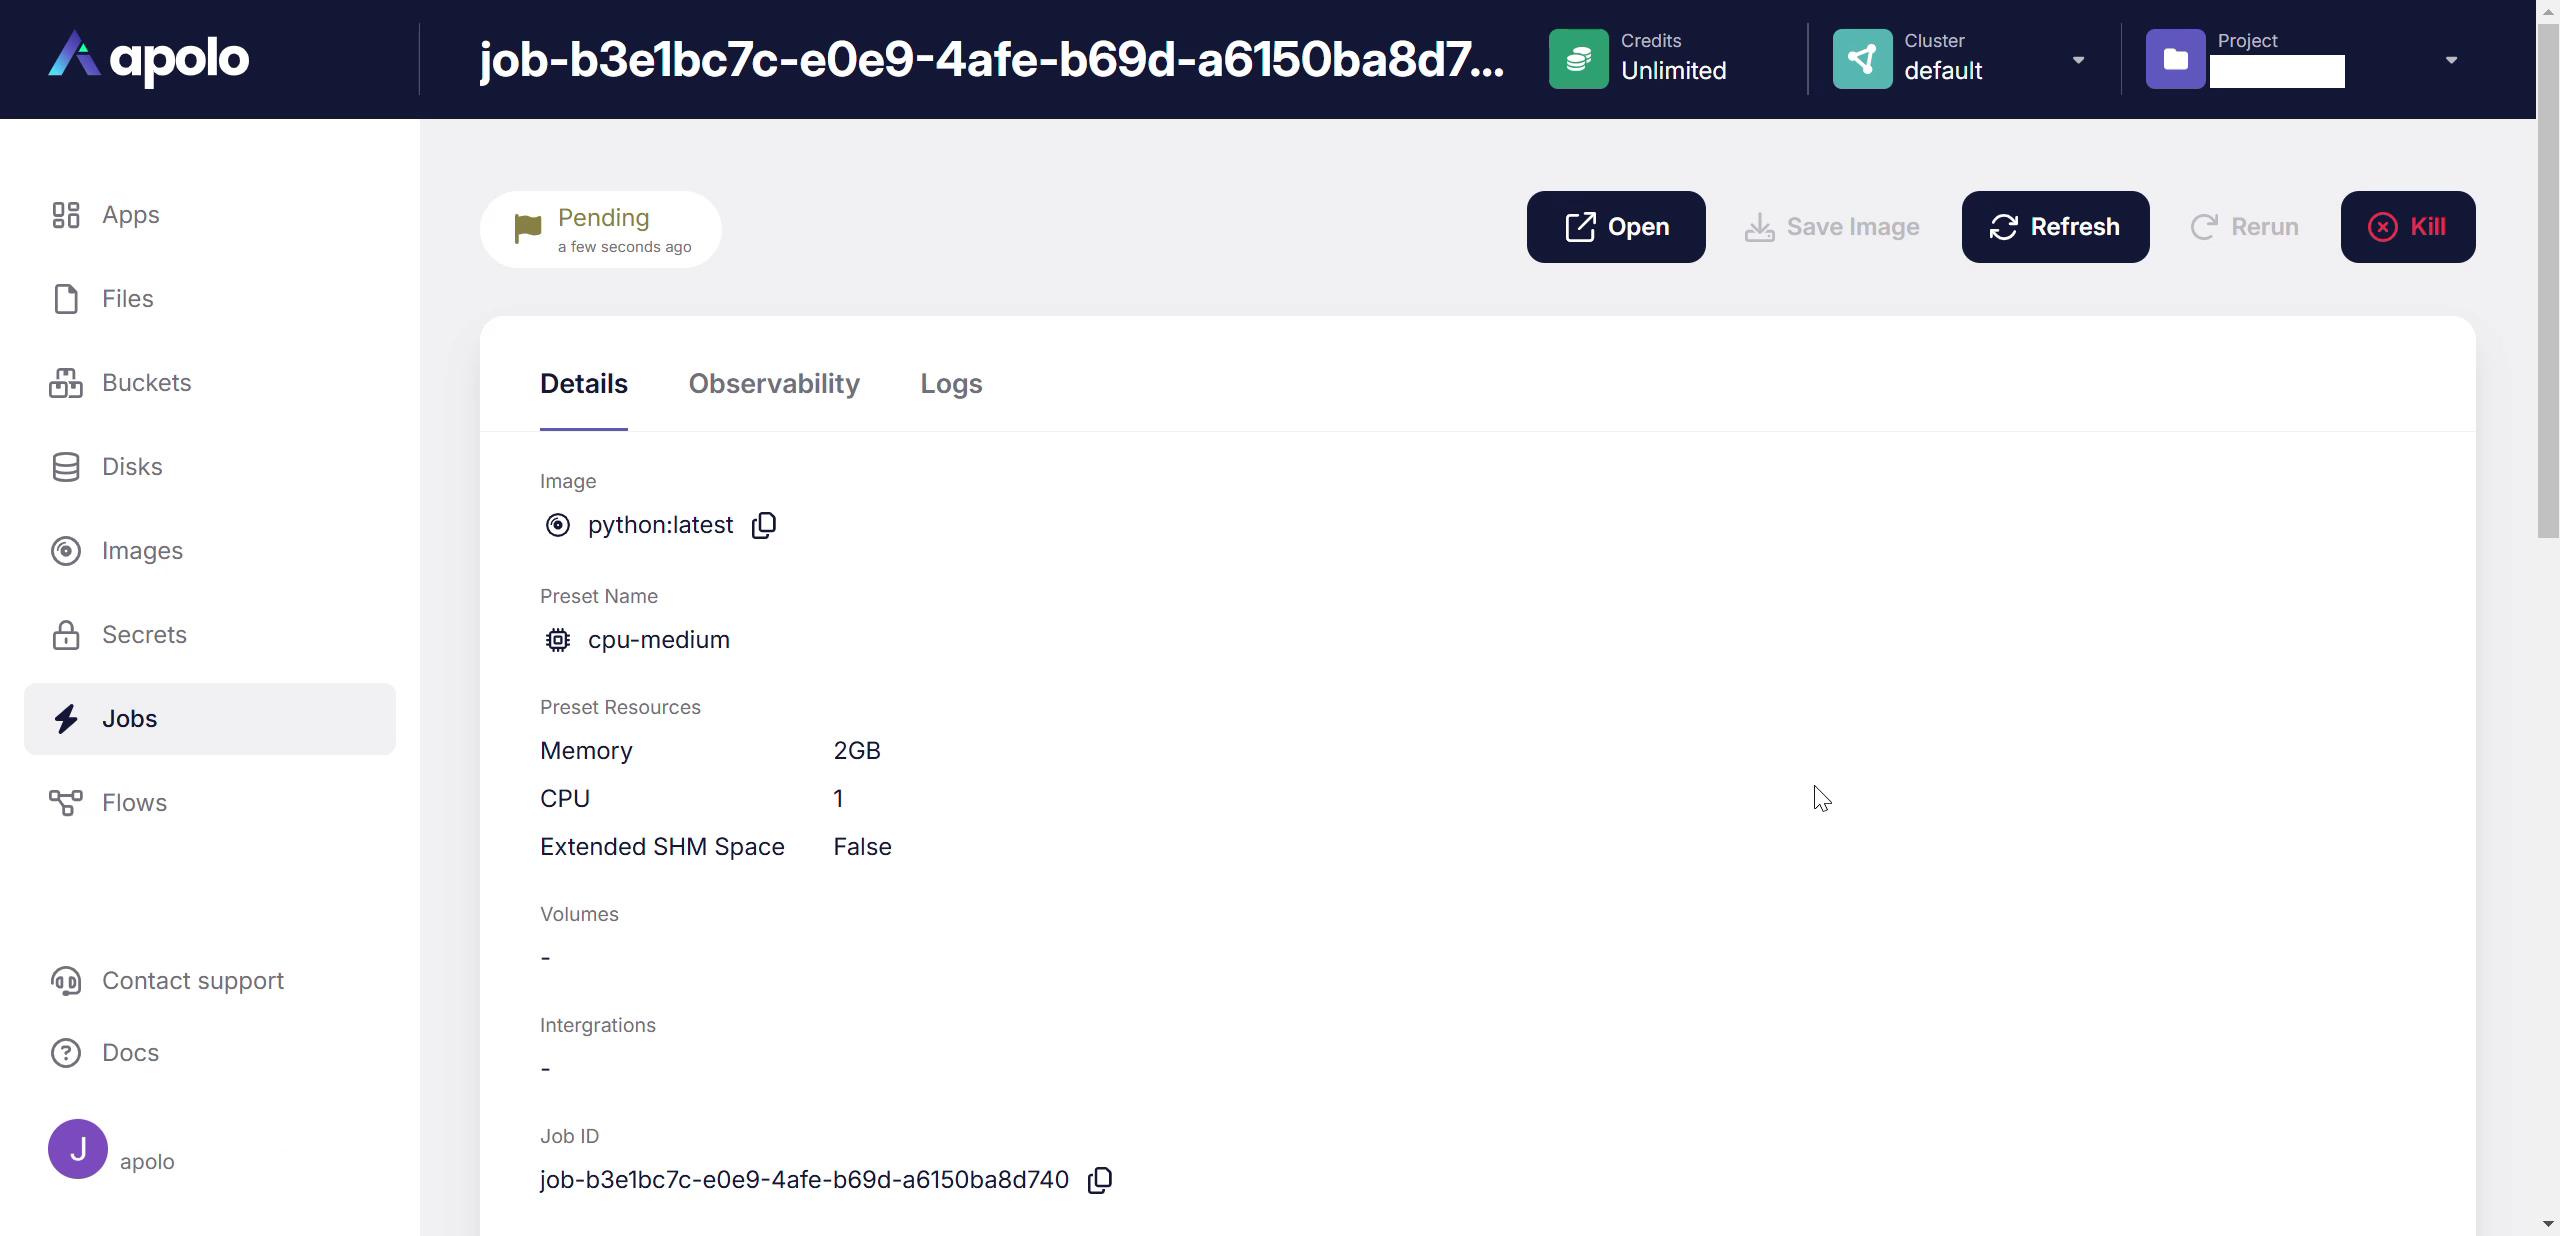 apolo
job-b3e1bc7c-e0e9-4afe-b69d-a6150ba8d7...
Credits
Unlimited
Cluster
default
Project
Apps
Files
Buckets
Disks
Images
Secrets
Jobs
Flows
Contact support
Docs
J
apolo
Pending
a few seconds ago
Open
Save Image
Refresh
Rerun
Kill
Details
Observability
Logs
Image
python:latest
Preset Name
cpu-medium
Preset Resources
Memory 2GB
CPU 1
Extended SHM Space False
Volumes
-
Intergrations
-
Job ID
job-b3e1bc7c-e0e9-4afe-b69d-a6150ba8d740